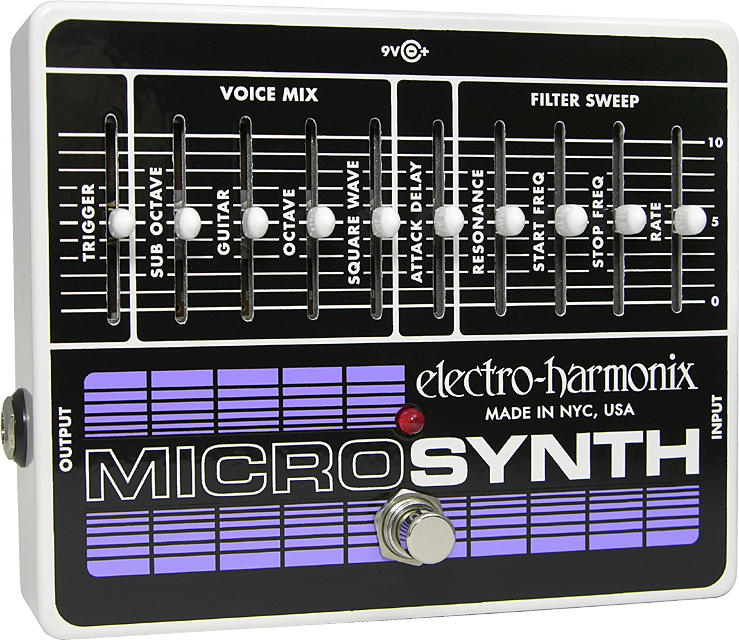 9V +
VOICE MIX
FILTER SWEEP
TRIGGER
SUB OCTAVE
GUITAR
OCTAVE
SQUARE WAVE
ATTACK DELAY
RESONANCE
START FREQ
STOP FREQ
RATE
10
5
0
electro-harmonix
MADE IN NYC, USA
OUTPUT
INPUT
MICROSYNTH